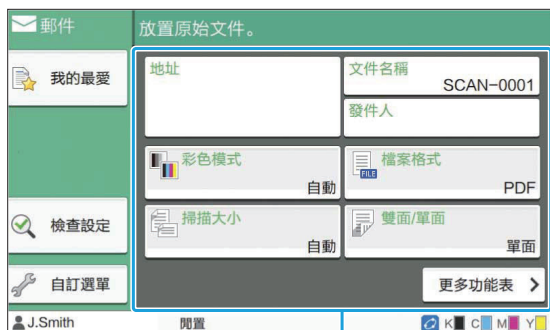 郵件
放置原始文件。
我的最愛
地址
文件名稱
SCAN-0001
發件人
彩色模式
自動
檔案格式
FILE
PDF
檢查設定
掃描大小
自動
雙面/單面
單面
自訂選單
更多功能表
J.Smith
閒置
K C M Y